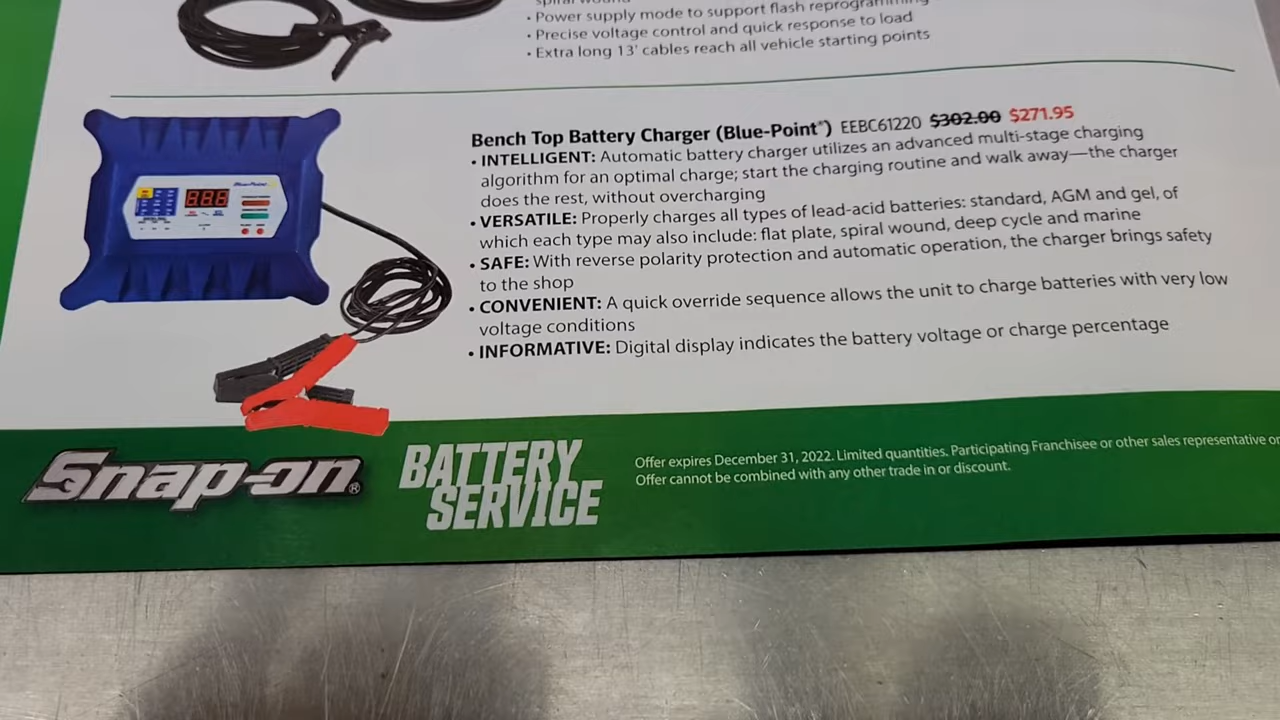 spiral wound
• Power supply mode to support flash reprogramming
• Precise voltage control and quick response to load
• Extra long 13' cables reach all vehicle starting points
Bench Top Battery Charger (Blue-Point®) EEBC61220 $302.00 $271.95
• INTELLIGENT: Automatic battery charger utilizes an advanced multi-stage charging
algorithm for an optimal charge; start the charging routine and walk away—the charger
does the rest, without overcharging
• VERSATILE: Properly charges all types of lead-acid batteries: standard, AGM and gel, of
which each type may also include: flat plate, spiral wound, deep cycle and marine
• SAFE: With reverse polarity protection and automatic operation, the charger brings safety
to the shop
• CONVENIENT: A quick override sequence allows the unit to charge batteries with very low
voltage conditions
• INFORMATIVE: Digital display indicates the battery voltage or charge percentage
Blue-Point
8.8.8
Snap-on®
BATTERY
SERVICE
Offer expires December 31, 2022. Limited quantities. Participating Franchisee or other sales representative
Offer cannot be combined with any other trade in or discount.